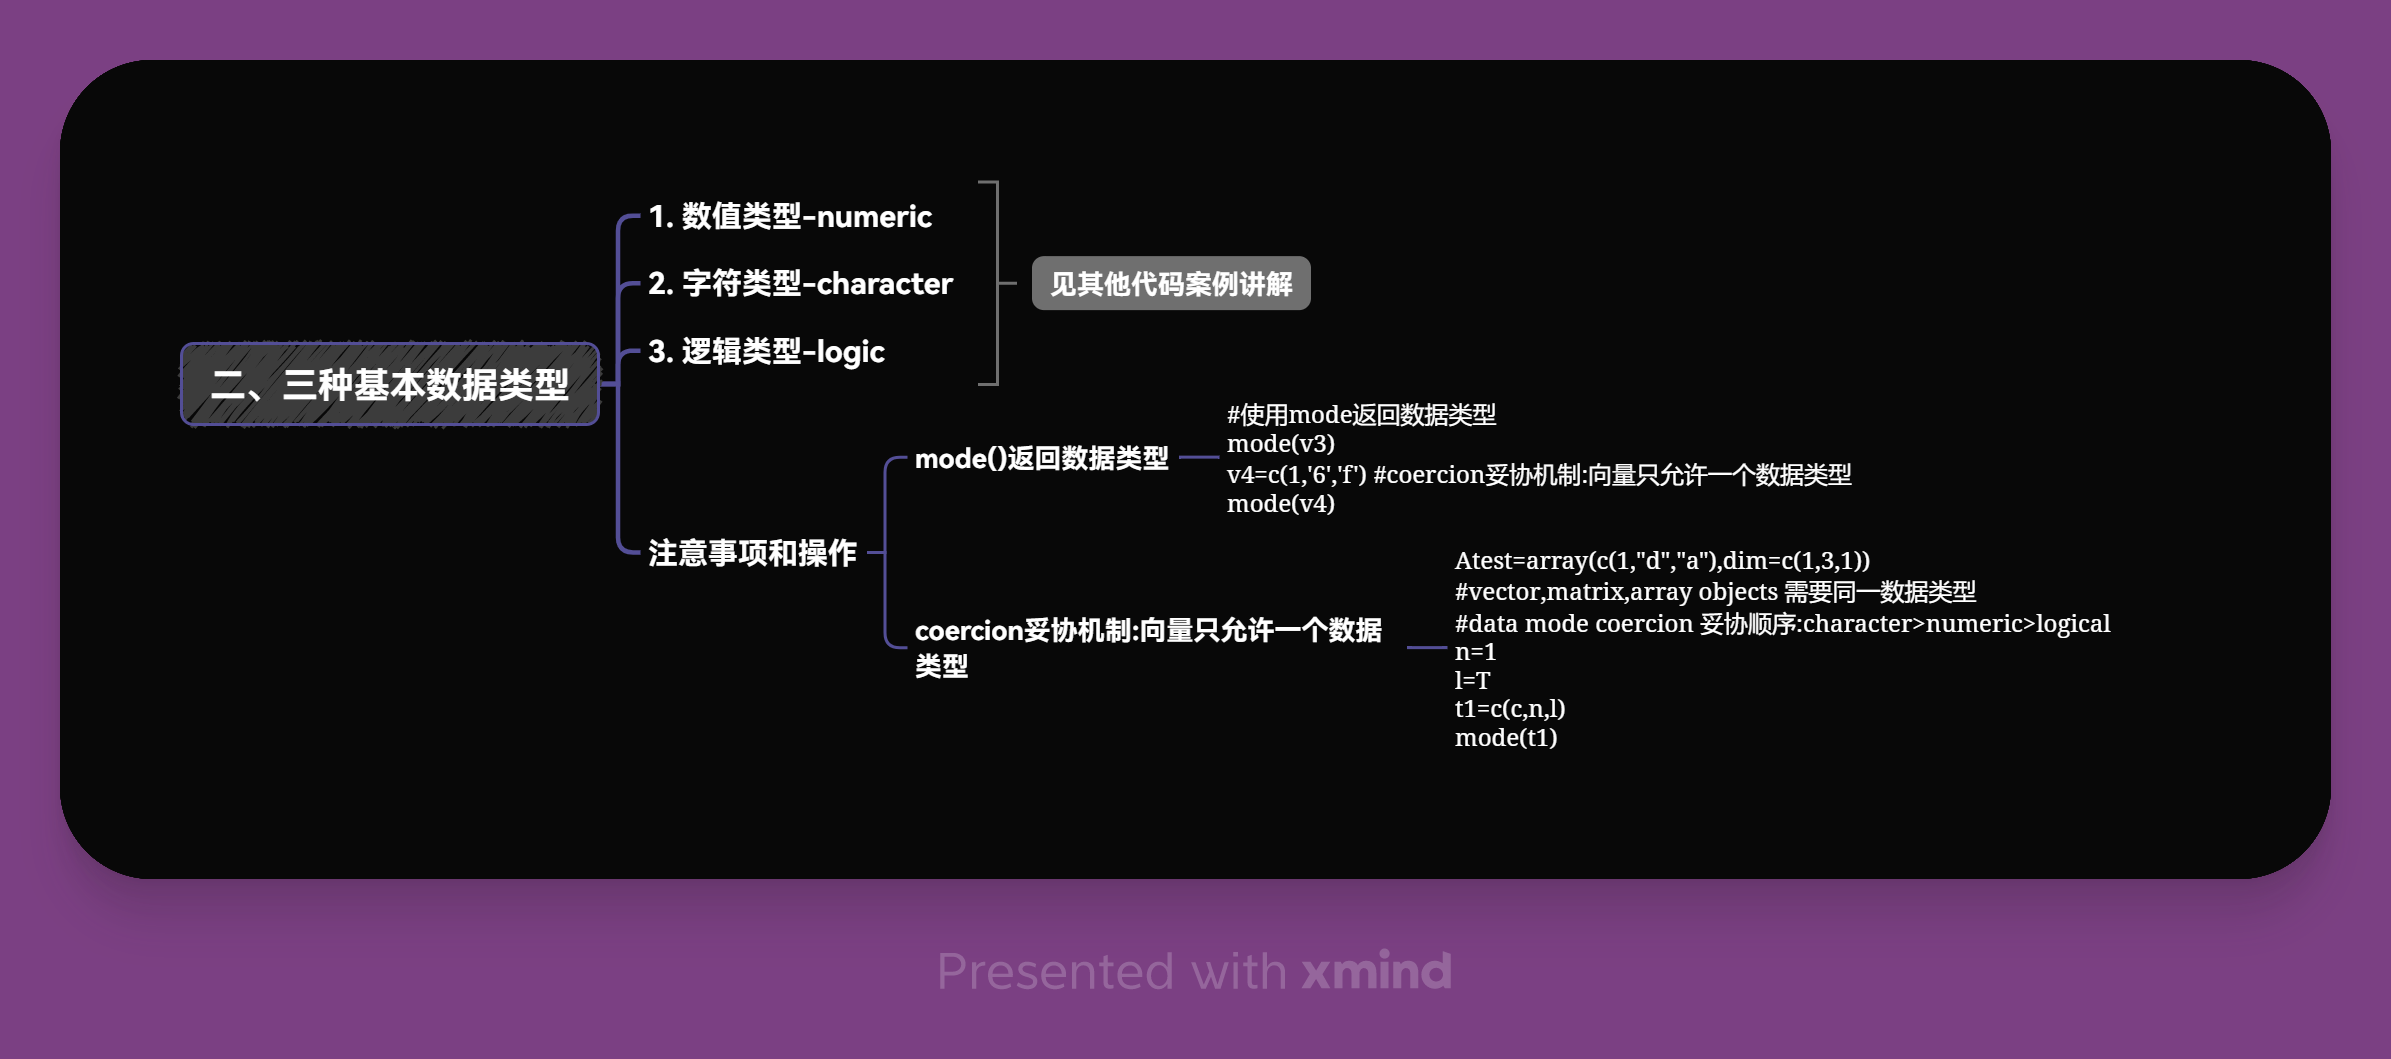 二、三种基本数据类型
1. 数值类型-numeric
2. 字符类型-character
3. 逻辑类型-logic
见其他代码案例讲解
注意事项和操作
mode()返回数据类型
#使用mode返回数据类型
mode(v3)
v4=c(1,'6','f') #coercion妥协机制:向量只允许一个数据类型
mode(v4)
coercion妥协机制:向量只允许一个数据
类型
Atest=array(c(1,"d","a"),dim=c(1,3,1))
#vector,matrix,array objects 需要同一数据类型
#data mode coercion 妥协顺序:character>numeric>logical
n=1
l=T
t1=c(c,n,l)
mode(t1)
Presented with xmind